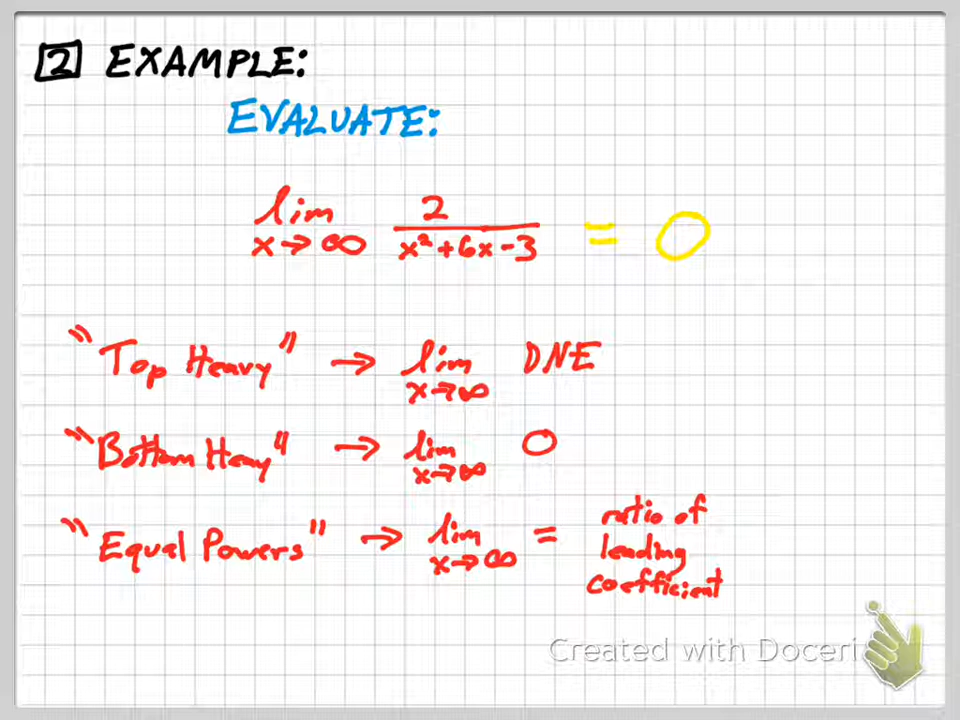 2 EXAMPLE:
EVALUATE:
lim x→∞ 2/(x²+6x-3) = 0
"Top Heavy" → lim x→∞ DNE
"Bottom Heavy" → lim x→∞ 0
"Equal Powers" → lim x→∞ = ratio of
leading
coefficient
Created with Doceri